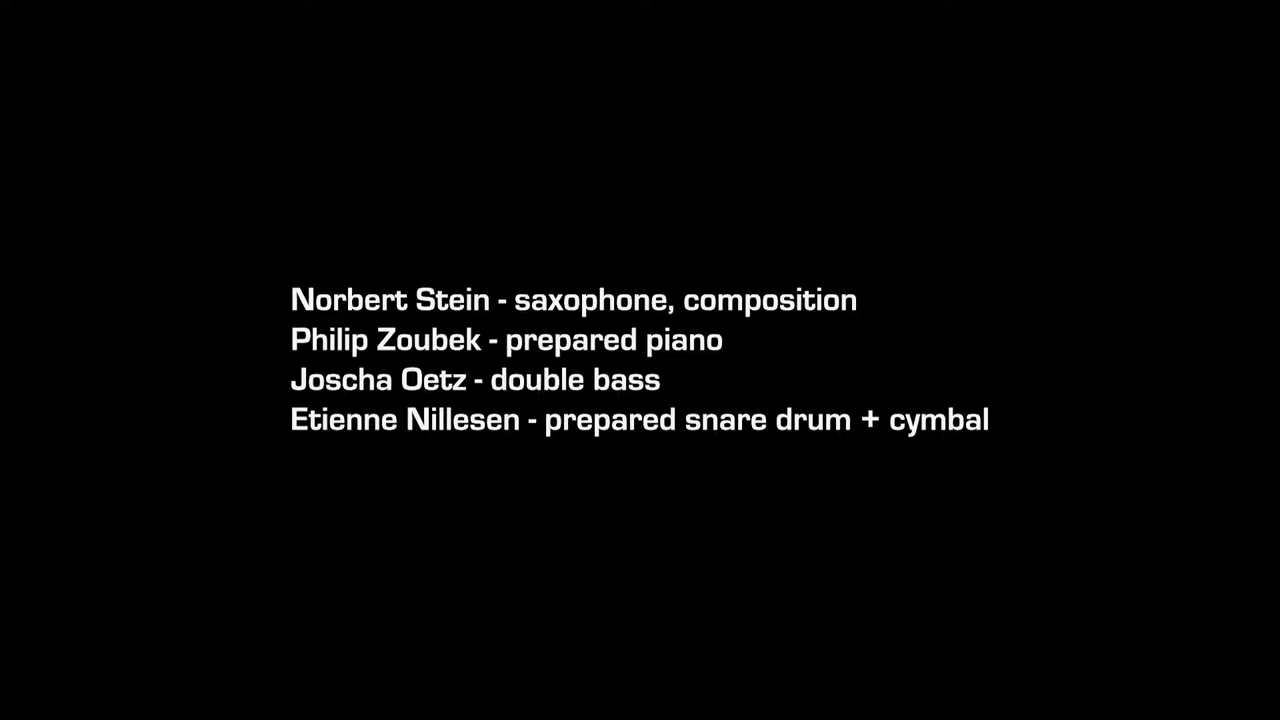 Norbert Stein - saxophone, composition
Philip Zoubek - prepared piano
Joscha Oetz - double bass
Etienne Nillesen - prepared snare drum + cymbal